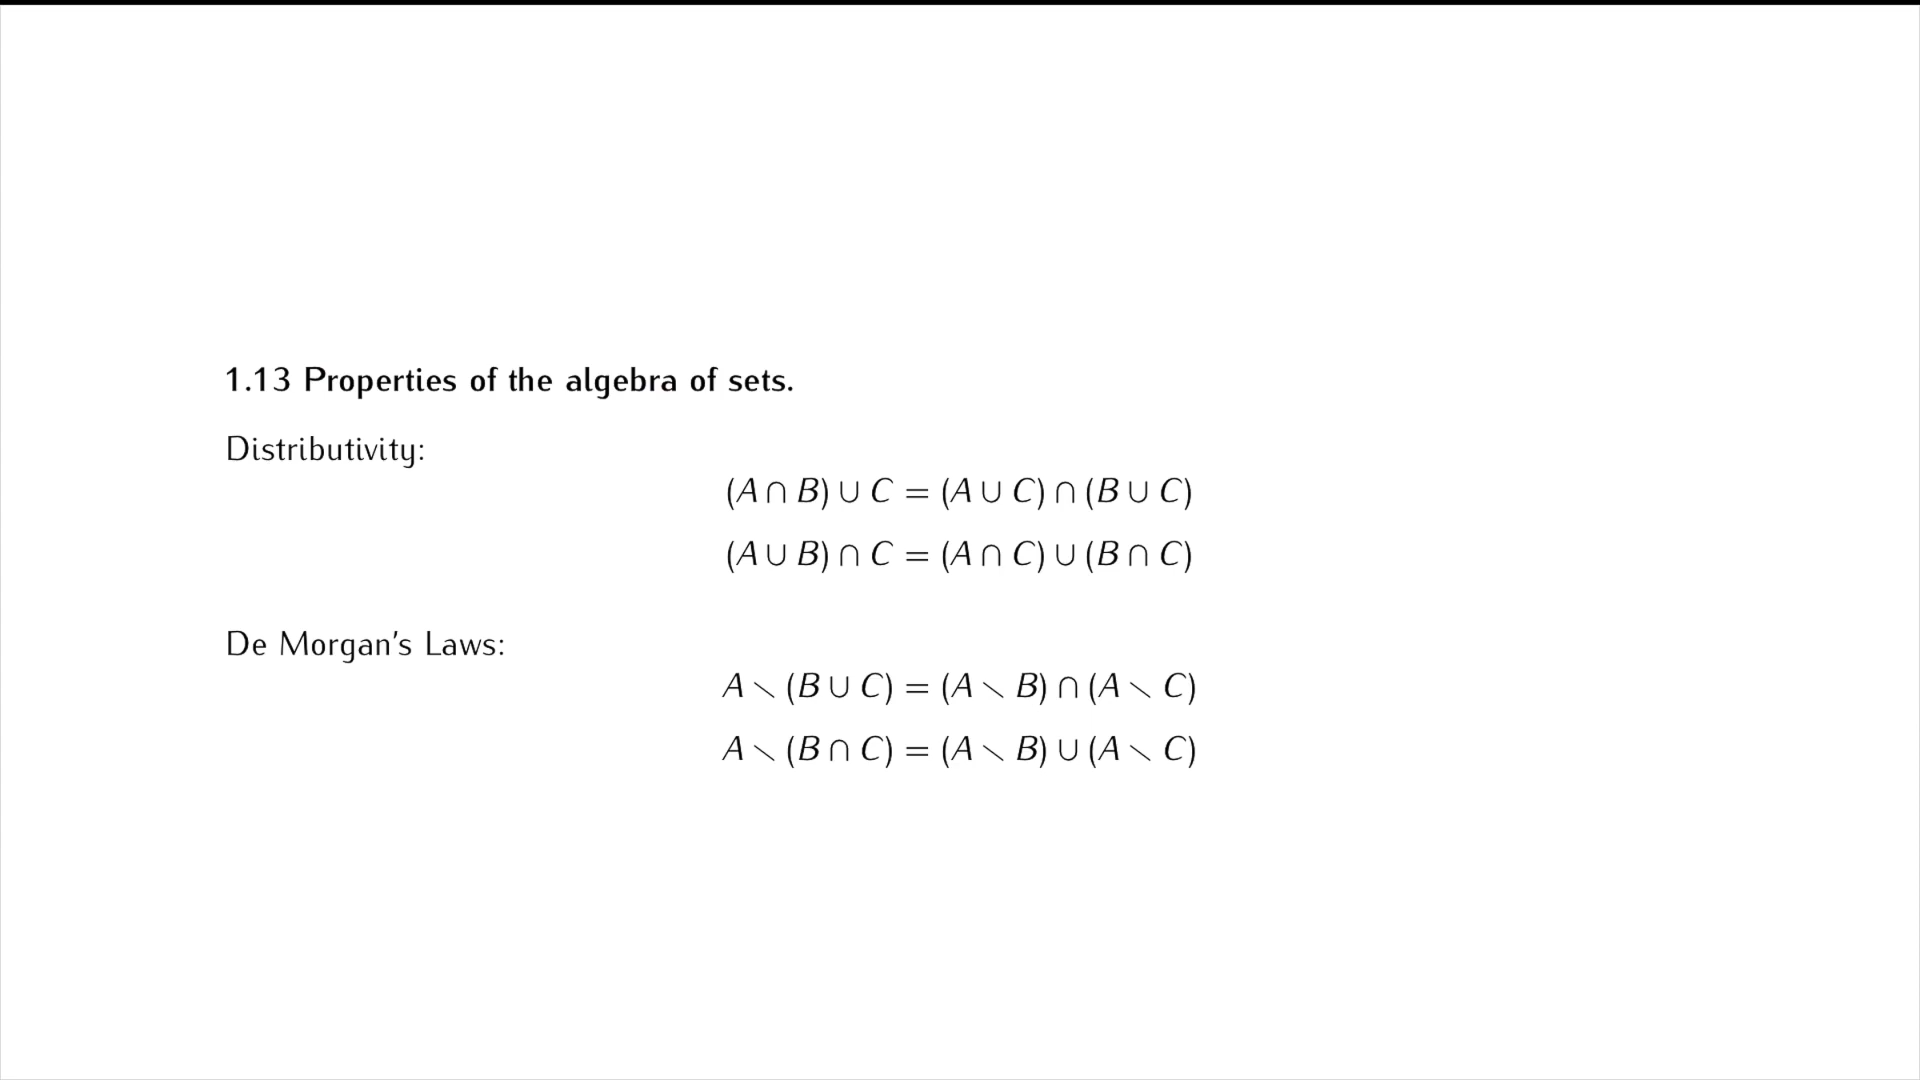 1.13 Properties of the algebra of sets.
Distributivity:
(A ∩ B) ∪ C = (A ∪ C) ∩ (B ∪ C)
(A ∪ B) ∩ C = (A ∩ C) ∪ (B ∩ C)
De Morgan's Laws:
A ∖ (B ∪ C) = (A ∖ B) ∩ (A ∖ C)
A ∖ (B ∩ C) = (A ∖ B) ∪ (A ∖ C)